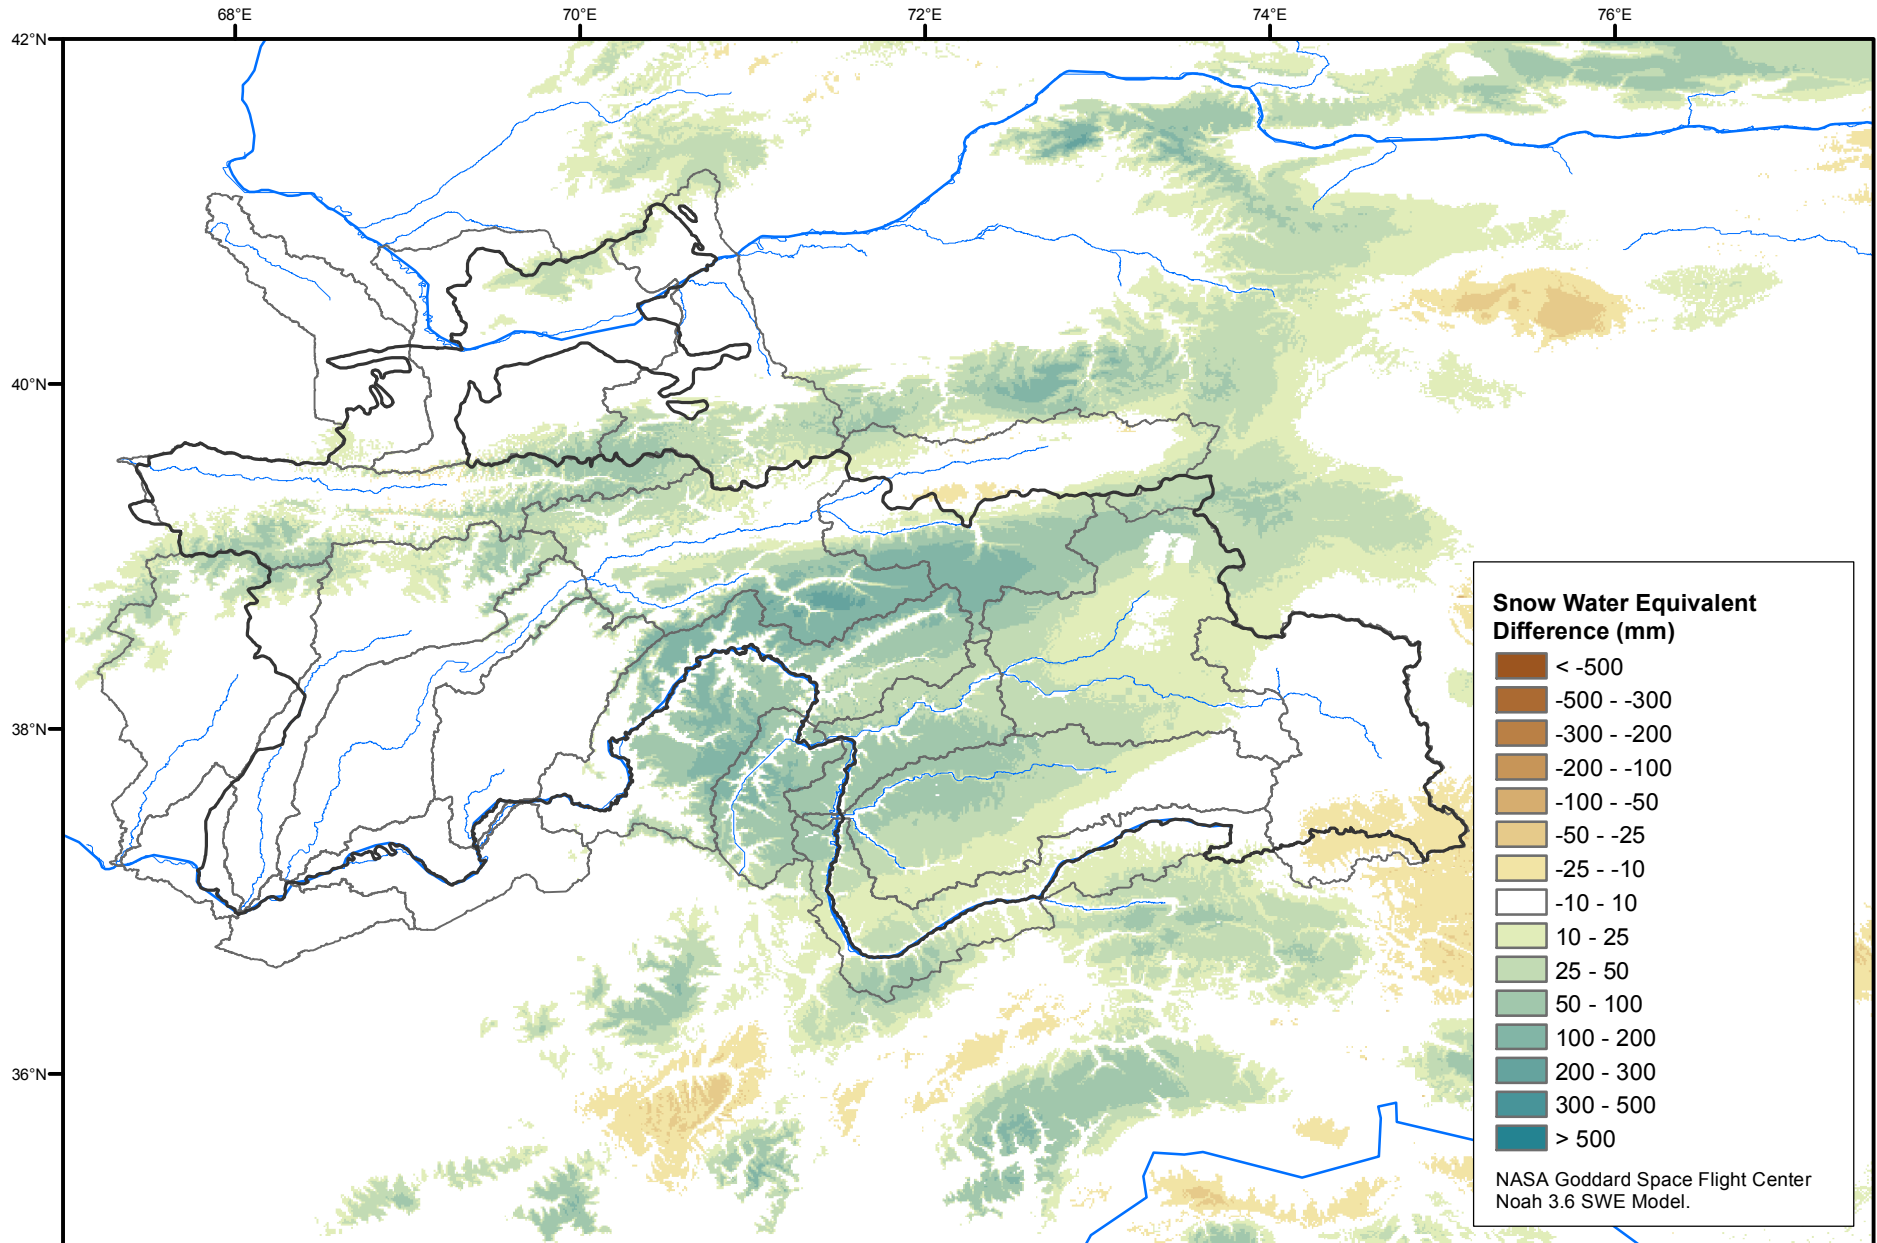 68°E 70°E 72°E 74°E 76°E
42°N
40°N
38°N
36°N
Snow Water Equivalent
Difference (mm)
< -500
-500 - -300
-300 - -200
-200 - -100
-100 - -50
-50 - -25
-25 - -10
-10 - 10
10 - 25
25 - 50
50 - 100
100 - 200
200 - 300
300 - 500
> 500
NASA Goddard Space Flight Center
Noah 3.6 SWE Model.